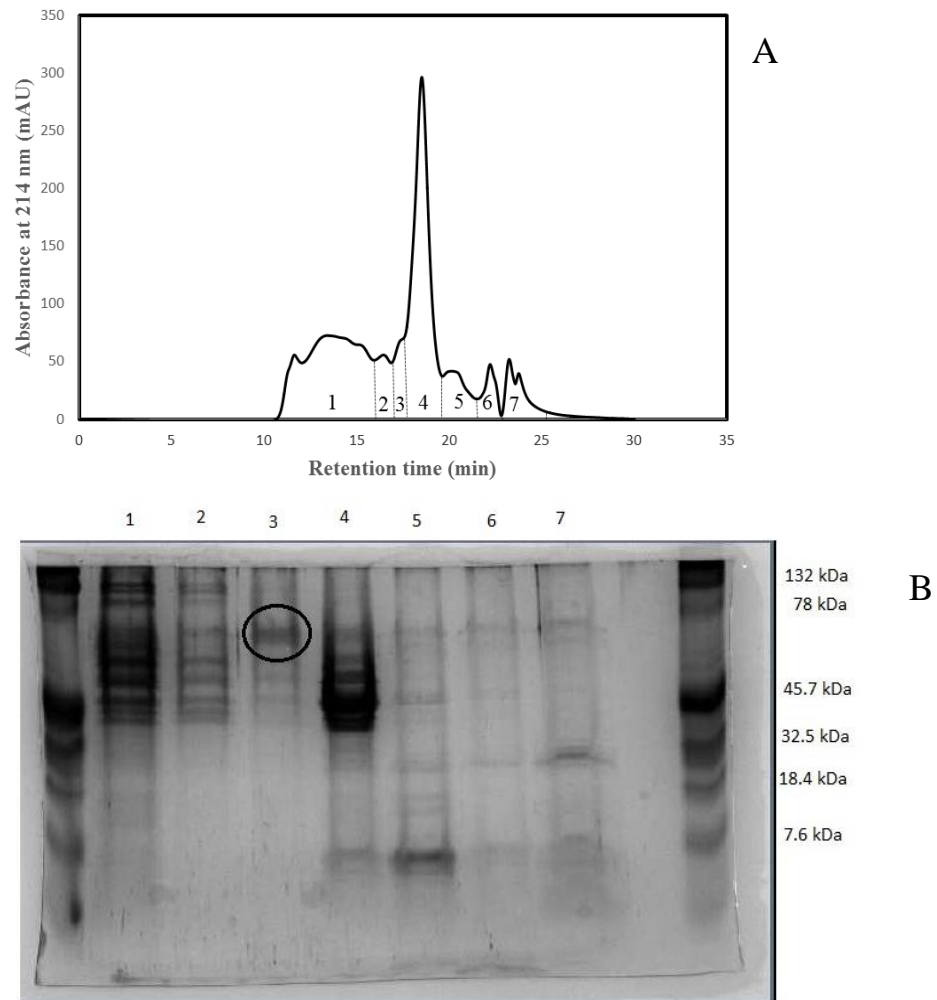 350
A
300
250
200
150
100
50
0
Absorbance at 214 nm (mAU)
1 2 3 4 5 6 7
0 5 10 15 20 25 30 35
Retention time (min)
1 2 3 4 5 6 7
132 kDa
B
78 kDa
45.7 kDa
32.5 kDa
18.4 kDa
7.6 kDa